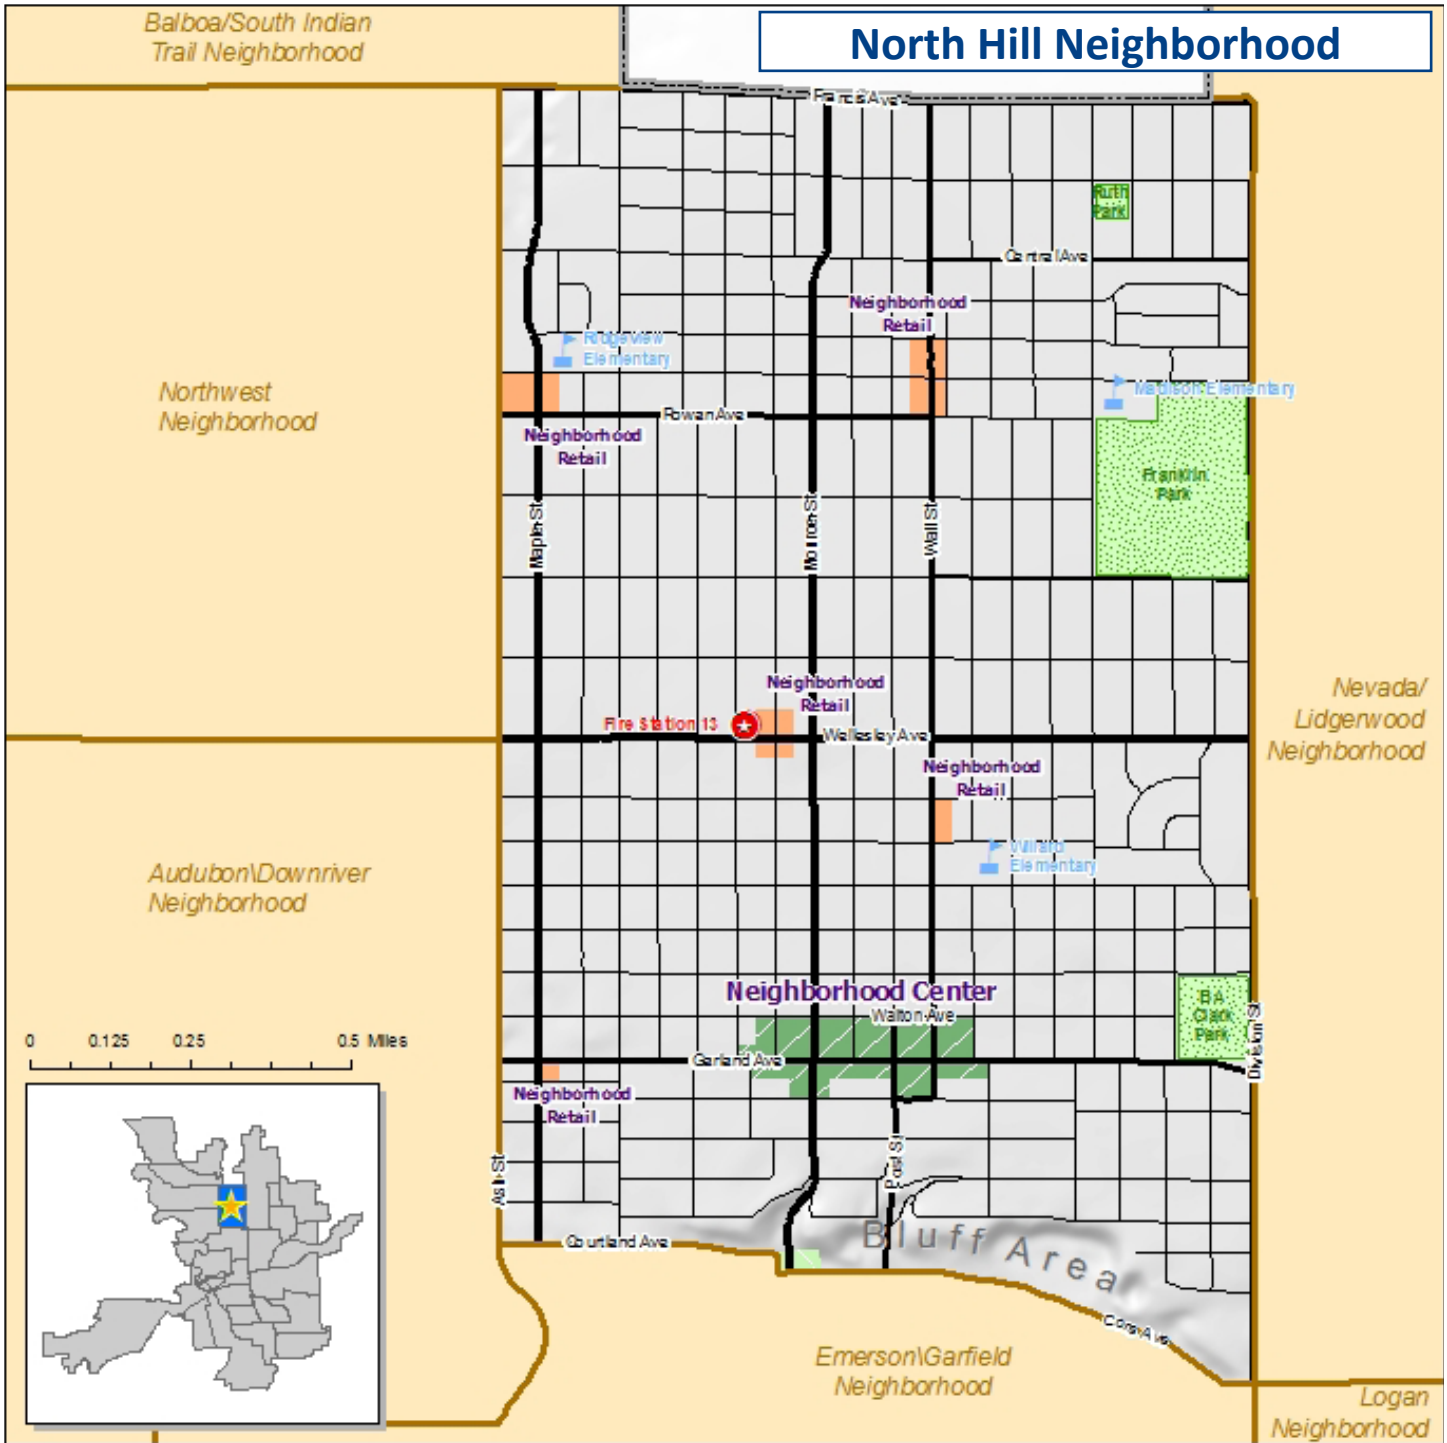 Balboa/South Indian
Trail Neighborhood
North Hill Neighborhood
Francis Ave
Ruth
Park
Central Ave
Neighborhood
Retail
Ridgeview
Elementary
Northwest
Neighborhood
Madison Elementary
Rowan Ave
Neighborhood
Retail
Franklin
Park
Maple St
Monroe St
Wall St
Neighborhood
Retail
Fire Station 13
Wellesley Ave
Nevada/
Lidgerwood
Neighborhood
Neighborhood
Retail
Willard
Elementary
Audubon\Downriver
Neighborhood
Neighborhood Center
Walton Ave
BA
Clark
Park
Division St
0 0.125 0.25 0.5 Miles
Garland Ave
Neighborhood
Retail
Ash St
Post St
Courtland Ave
Bluff Area
Cora Ave
Emerson\Garfield
Neighborhood
Logan
Neighborhood